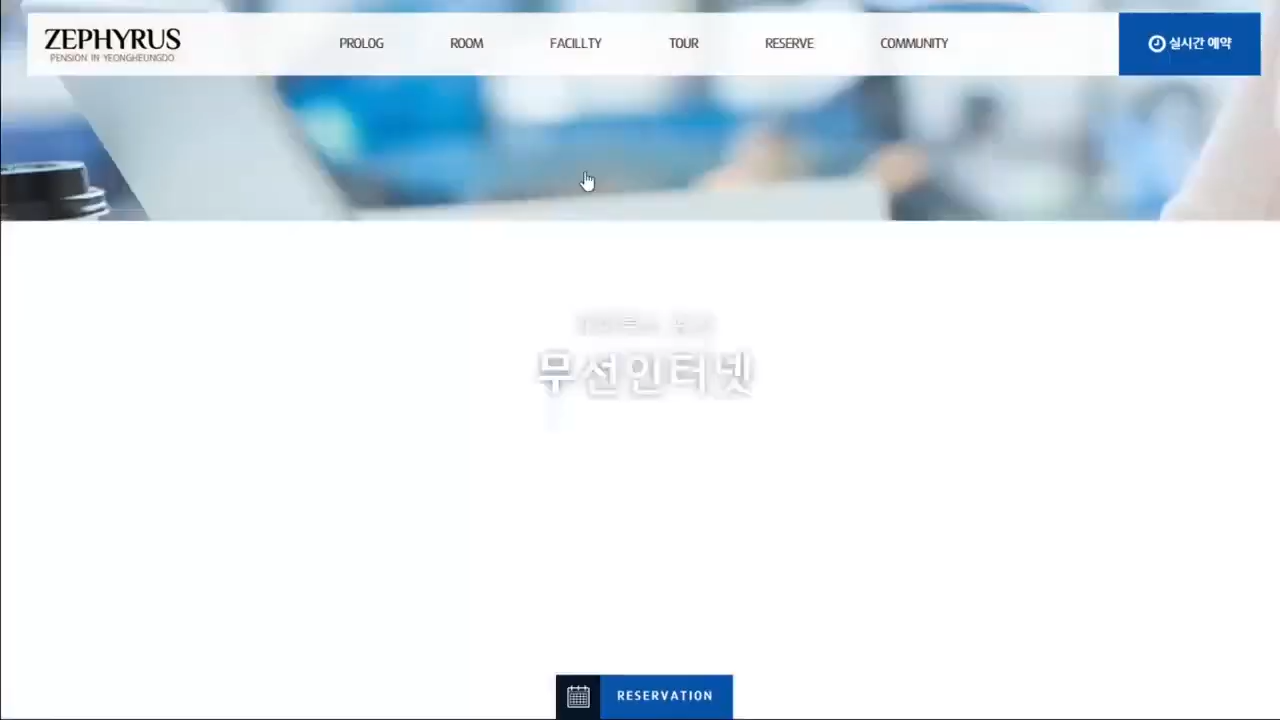 ZEPHYRUS
PENSION IN YEONGHEUNGDO
PROLOG
ROOM
FACILLTY
TOUR
RESERVE
COMMUNITY
실시간 예약
무선인터넷
RESERVATION